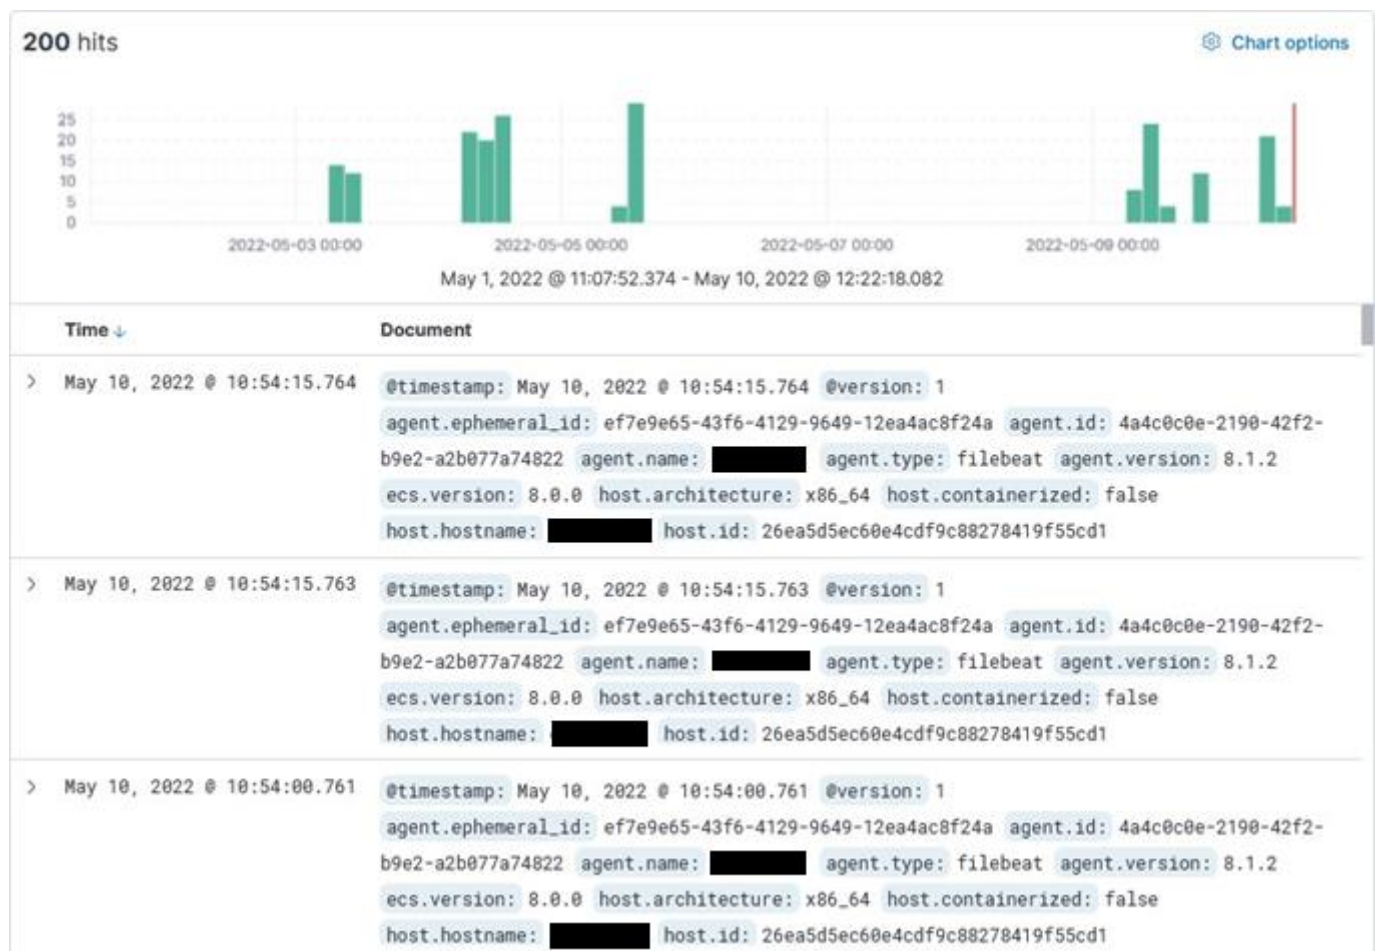 200 hits
Chart options
25
20
15
10
5
0
2022-05-03 00:00
2022-05-05 00:00
2022-05-07 00:00
2022-05-09 00:00
May 1, 2022 @ 11:07:52.374 - May 10, 2022 @ 12:22:18.082
Time
Document
May 10, 2022 @ 10:54:15.764
@timestamp: May 10, 2022 @ 10:54:15.764 @version: 1
agent.ephemeral_id: ef7e9e65-43f6-4129-9649-12ea4ac8f24a agent.id: 4a4c0c0e-2190-42f2-
b9e2-a2b077a74822 agent.name: agent.type: filebeat agent.version: 8.1.2
ecs.version: 8.0.0 host.architecture: x86_64 host.containerized: false
host.hostname: host.id: 26ea5d5ec60e4cdf9c88278419f55cd1
May 10, 2022 @ 10:54:15.763
@timestamp: May 10, 2022 @ 10:54:15.763 @version: 1
agent.ephemeral_id: ef7e9e65-43f6-4129-9649-12ea4ac8f24a agent.id: 4a4c0c0e-2190-42f2-
b9e2-a2b077a74822 agent.name: agent.type: filebeat agent.version: 8.1.2
ecs.version: 8.0.0 host.architecture: x86_64 host.containerized: false
host.hostname: host.id: 26ea5d5ec60e4cdf9c88278419f55cd1
May 10, 2022 @ 10:54:00.761
@timestamp: May 10, 2022 @ 10:54:00.761 @version: 1
agent.ephemeral_id: ef7e9e65-43f6-4129-9649-12ea4ac8f24a agent.id: 4a4c0c0e-2190-42f2-
b9e2-a2b077a74822 agent.name: agent.type: filebeat agent.version: 8.1.2
ecs.version: 8.0.0 host.architecture: x86_64 host.containerized: false
host.hostname: host.id: 26ea5d5ec60e4cdf9c88278419f55cd1